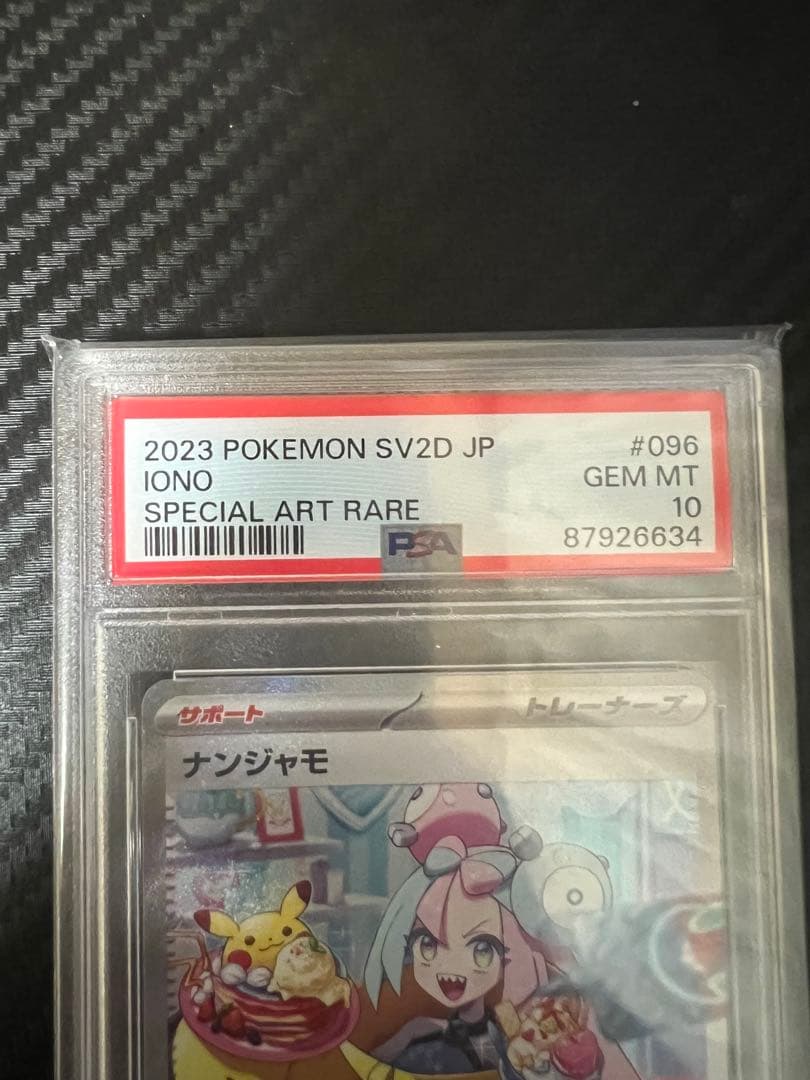 2023 POKEMON SV2D JP #096
IONO GEM MT
SPECIAL ART RARE 10
PSA 87926634
サポート トレーナーズ
ナンジャモ